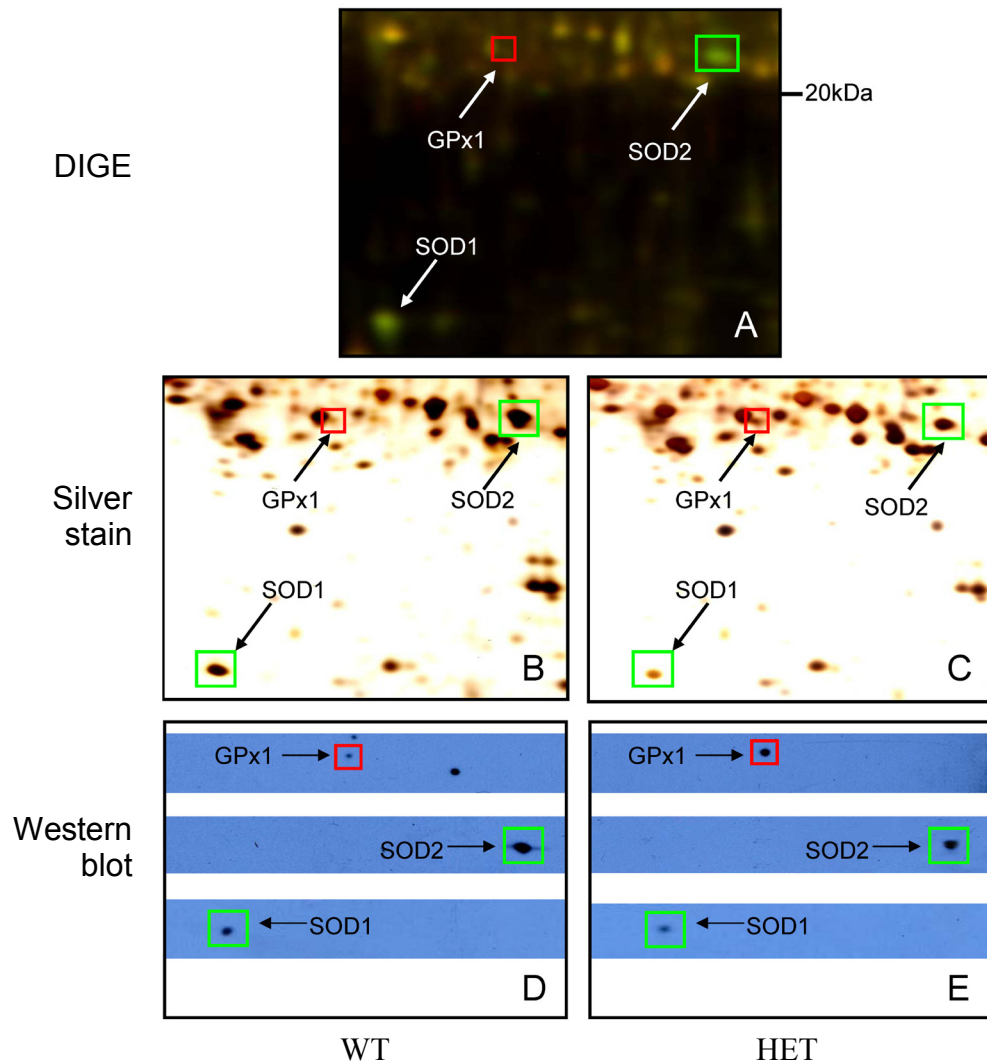 20kDa
GPx1
SOD2
DIGE
SOD1
A
GPx1
SOD2
Silver
stain
SOD1
B
GPx1
SOD2
SOD1
C
GPx1
Western
blot
SOD2
SOD1
D
GPx1
SOD2
SOD1
E
WT
HET